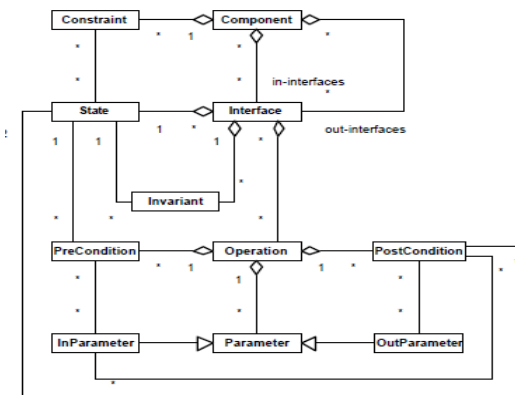 Constraint
Component
* 1 * *
* * *
in-interfaces
*
State
Interface
out-interfaces
1 1 1 * 1 *
*
Invariant
* * *
PreCondition
Operation
PostCondition
* 1 1 * *
* 1 *
* * *
InParameter
Parameter
OutParameter
*